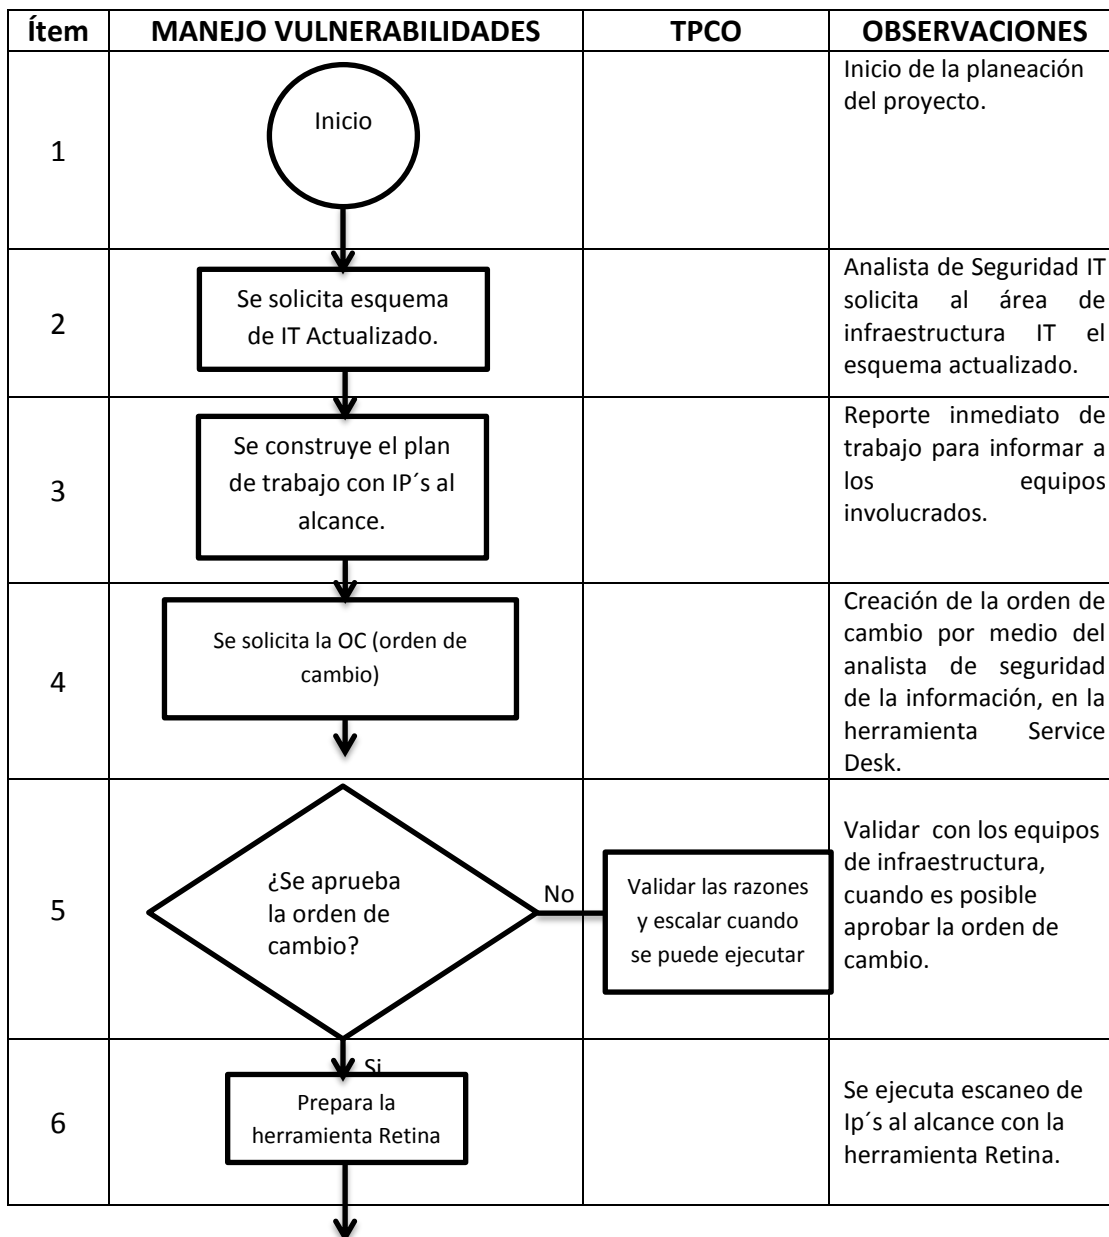 Ítem MANEJO VULNERABILIDADES TPCO OBSERVACIONES
1
Inicio
Inicio de la planeación
del proyecto.
2
Se solicita esquema
de IT Actualizado.
Analista de Seguridad IT
solicita al área de
infraestructura IT el
esquema actualizado.
3
Se construye el plan
de trabajo con IP´s al
alcance.
Reporte inmediato de
trabajo para informar a
los equipos
involucrados.
4
Se solicita la OC (orden de
cambio)
Creación de la orden de
cambio por medio del
analista de seguridad
de la información, en la
herramienta Service
Desk.
5
¿Se aprueba
la orden de
cambio?
No
Validar las razones
y escalar cuando
se puede ejecutar
Validar con los equipos
de infraestructura,
cuando es posible
aprobar la orden de
cambio.
6
Si
Prepara la
herramienta Retina
Se ejecuta escaneo de
Ip´s al alcance con la
herramienta Retina.